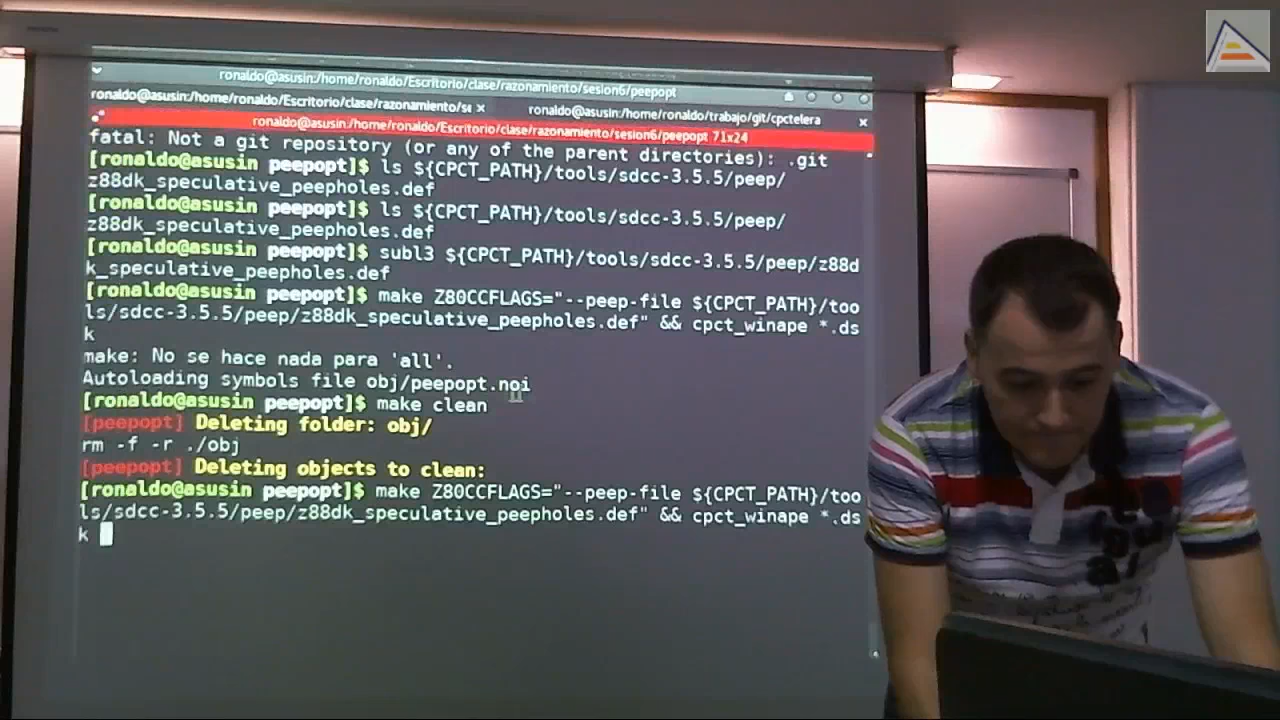 ronaldo@asusin:/home/ronaldo/Escritorio/clase/razonamiento/sesion6/peepopt
ronaldo@asusin:/home/ronaldo/Escritorio/clase/razonamiento/se
ronaldo@asusin:/home/ronaldo/trabajo/git/cpctelera
ronaldo@asusin:/home/ronaldo/Escritorio/clase/razonamiento/sesion6/peepopt 71x24
fatal: Not a git repository (or any of the parent directories): .git
[ronaldo@asusin peepopt]$ ls ${CPCT_PATH}/tools/sdcc-3.5.5/peep/
z88dk_speculative_peepholes.def
[ronaldo@asusin peepopt]$ ls ${CPCT_PATH}/tools/sdcc-3.5.5/peep/
z88dk_speculative_peepholes.def
[ronaldo@asusin peepopt]$ subl3 ${CPCT_PATH}/tools/sdcc-3.5.5/peep/z88d
k_speculative_peepholes.def
[ronaldo@asusin peepopt]$ make Z80CCFLAGS="--peep-file ${CPCT_PATH}/too
ls/sdcc-3.5.5/peep/z88dk_speculative_peepholes.def" && cpct_winape *.ds
k
make: No se hace nada para 'all'.
Autoloading symbols file obj/peepopt.noi
[ronaldo@asusin peepopt]$ make clean
[peepopt] Deleting folder: obj/
rm -f -r ./obj
[peepopt] Deleting objects to clean:
[ronaldo@asusin peepopt]$ make Z80CCFLAGS="--peep-file ${CPCT_PATH}/too
ls/sdcc-3.5.5/peep/z88dk_speculative_peepholes.def" && cpct_winape *.ds
k